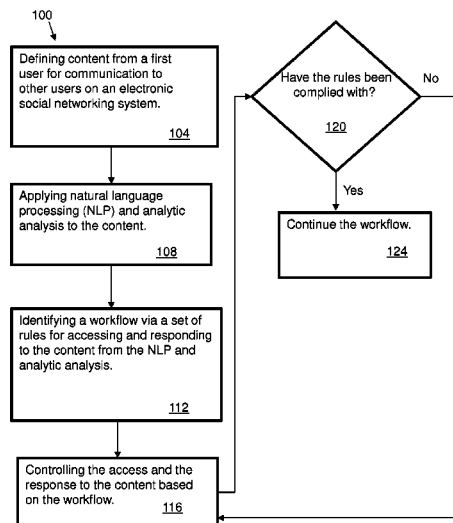 100
Defining content from a first
user for communication to
other users on an electronic
social networking system.
104
Applying natural language
processing (NLP) and analytic
analysis to the content.
108
Identifying a workflow via a set of
rules for accessing and responding
to the content from the NLP and
analytic analysis.
112
Controlling the access and the
response to the content based
on the workflow.
116
Have the rules been
complied with?
120
No
Yes
Continue the workflow.
124